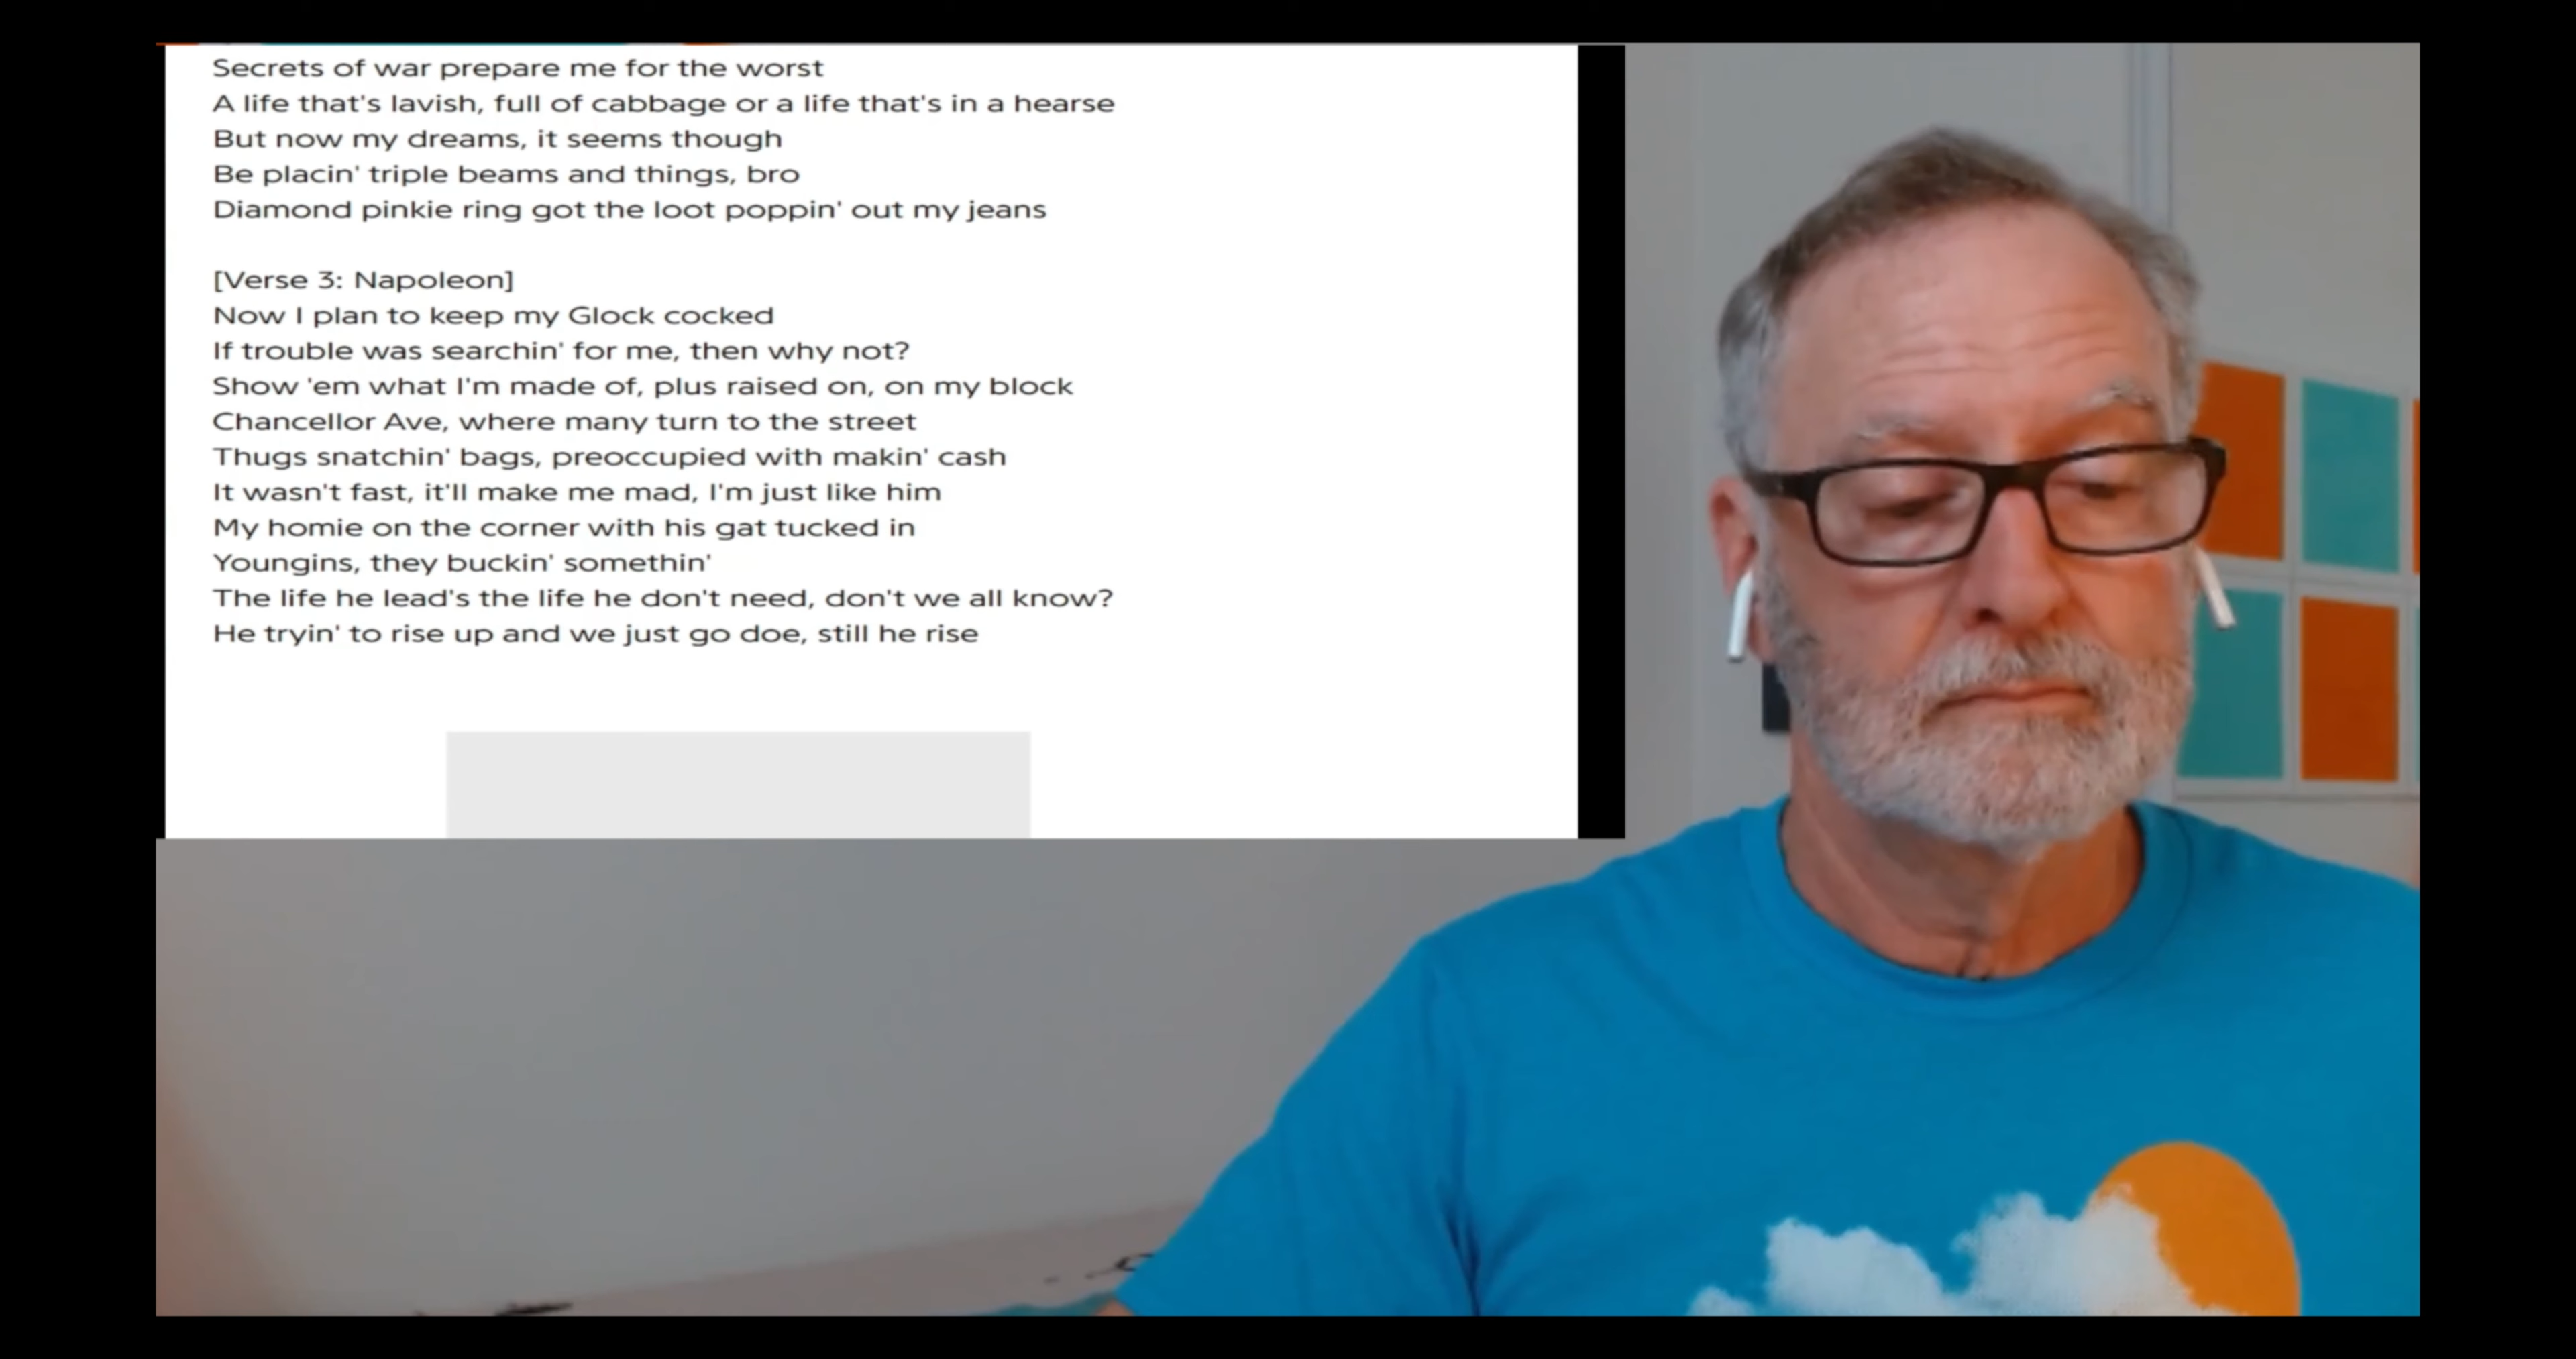 Secrets of war prepare me for the worst
A life that's lavish, full of cabbage or a life that's in a hearse
But now my dreams, it seems though
Be placin' triple beams and things, bro
Diamond pinkie ring got the loot poppin' out my jeans
[Verse 3: Napoleon]
Now I plan to keep my Glock cocked
If trouble was searchin' for me, then why not?
Show 'em what I'm made of, plus raised on, on my block
Chancellor Ave, where many turn to the street
Thugs snatchin' bags, preoccupied with makin' cash
It wasn't fast, it'll make me mad, I'm just like him
My homie on the corner with his gat tucked in
Youngins, they buckin' somethin'
The life he lead's the life he don't need, don't we all know?
He tryin' to rise up and we just go doe, still he rise